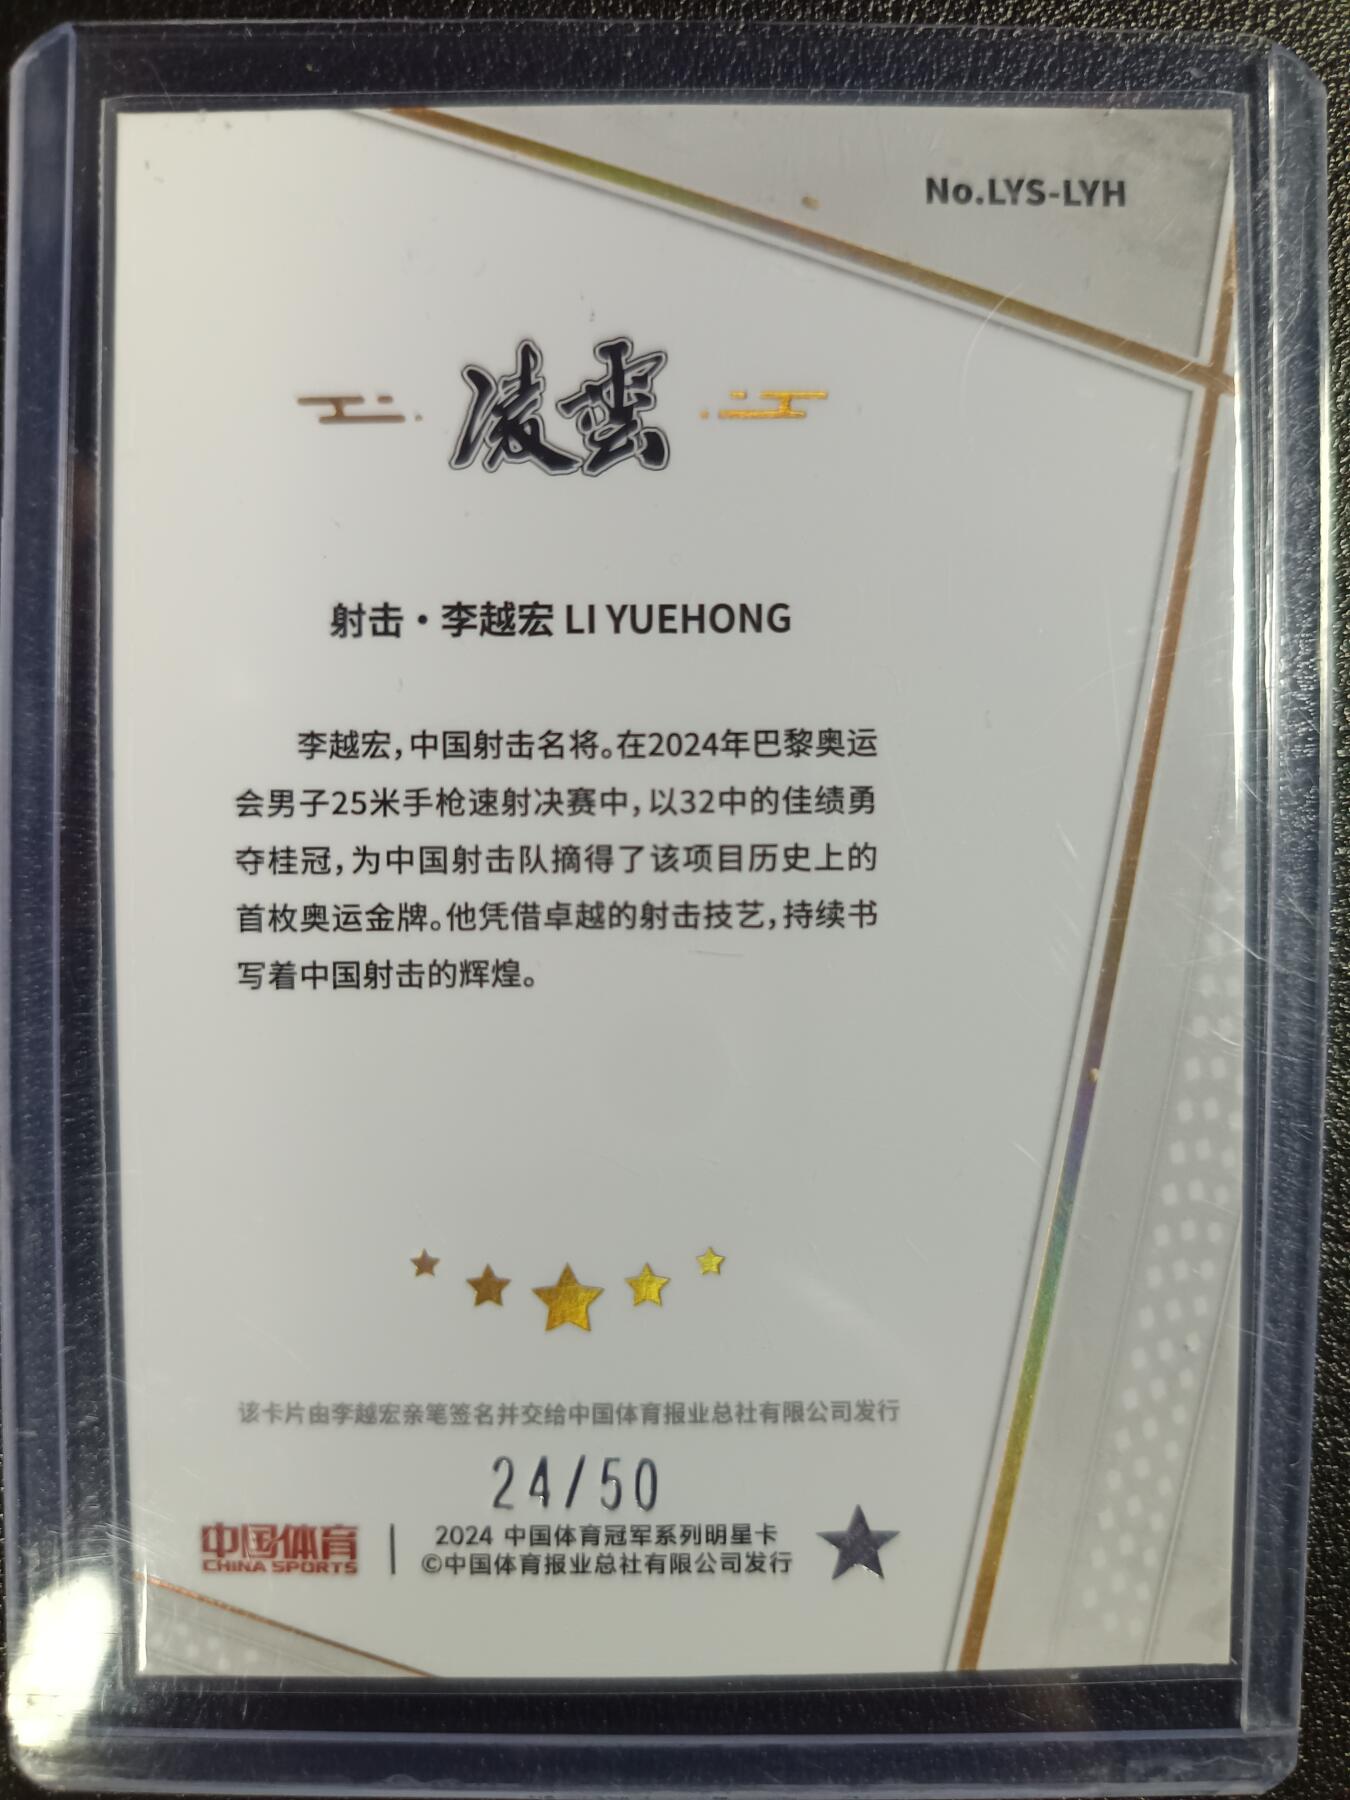 No.LYS-LYH
凌雲
射击·李越宏 LI YUEHONG
李越宏，中国射击名将。在2024年巴黎奥运
会男子25米手枪速射决赛中，以32中的佳绩勇
夺桂冠，为中国射击队摘得了该项目历史上的
首枚奥运金牌。他凭借卓越的射击技艺，持续书
写着中国射击的辉煌。
该卡片由李越宏亲笔签名并交给中国体育报业总社有限公司发行
24/50
中国体育
CHINA SPORTS
2024 中国体育冠军系列明星卡
©中国体育报业总社有限公司发行